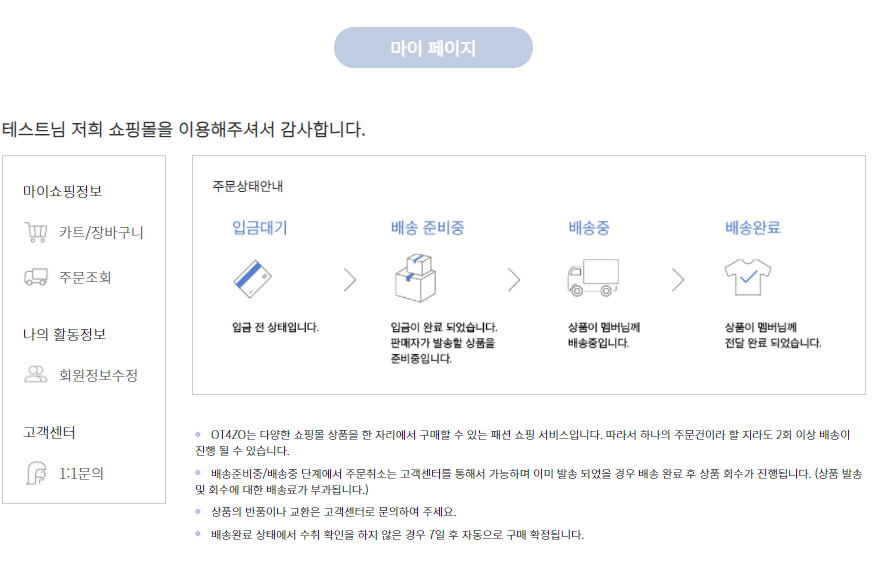 마이 페이지
테스트님 저희 쇼핑몰을 이용해주셔서 감사합니다.
마이쇼핑정보
카트/장바구니
주문조회
나의 활동정보
회원정보수정
고객센터
1:1문의
주문상태안내
입금대기
입금 전 상태입니다.
배송 준비중
입금이 완료 되었습니다.
판매자가 발송할 상품을
준비중입니다.
배송중
상품이 멤버님께
배송중입니다.
배송완료
상품이 멤버님께
전달 완료 되었습니다.
OT4ZO는 다양한 쇼핑몰 상품을 한 자리에서 구매할 수 있는 패션 쇼핑 서비스입니다. 따라서 하나의 주문건이라 할 지라도 2회 이상 배송이
진행 될 수 있습니다.
배송준비중/배송중 단계에서 주문취소는 고객센터를 통해서 가능하며 이미 발송 되었을 경우 배송 완료 후 상품 회수가 진행됩니다. (상품 발송
및 회수에 대한 배송료가 부과됩니다.)
상품의 반품이나 교환은 고객센터로 문의하여 주세요.
배송완료 상태에서 수취 확인을 하지 않은 경우 7일 후 자동으로 구매 확정됩니다.